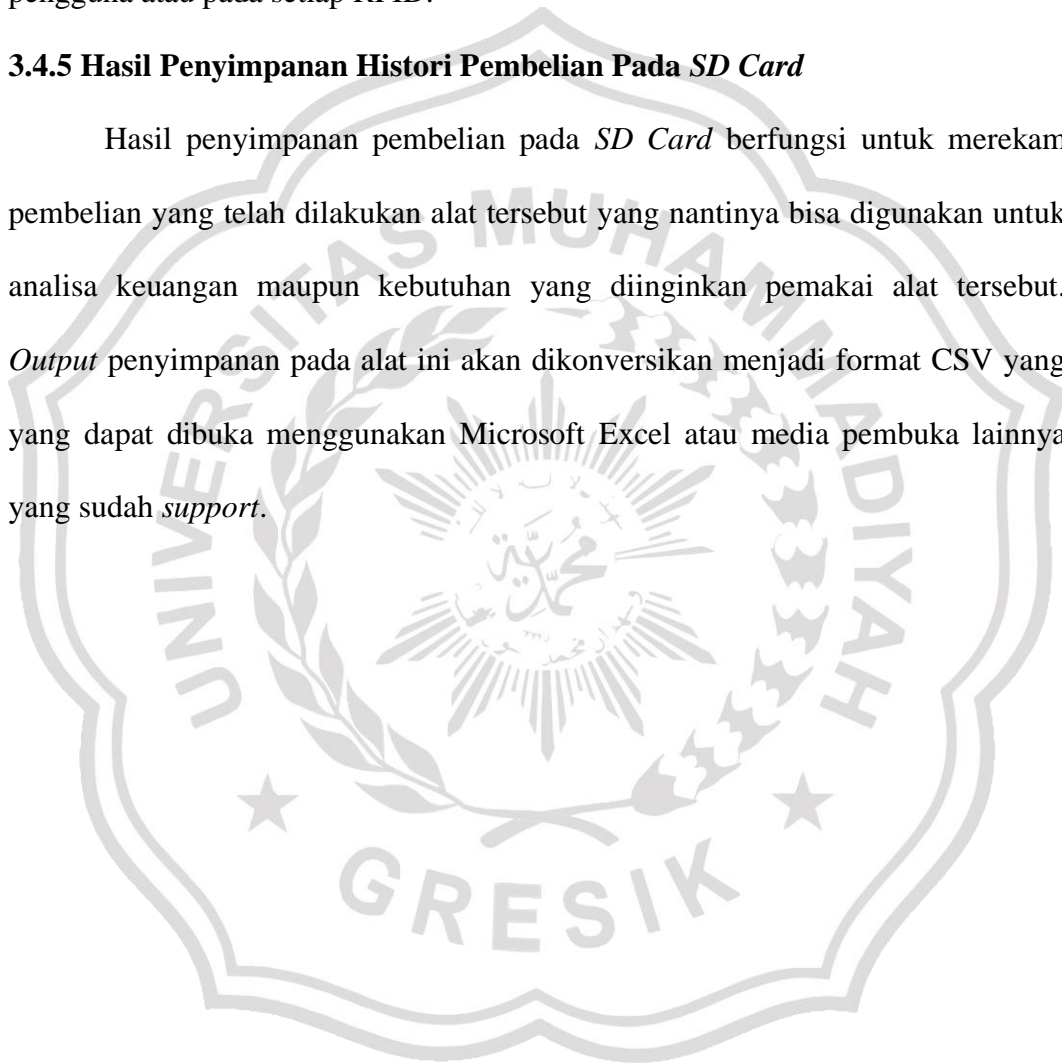 pengguna atau pada setiap RFID.
3.4.5 Hasil Penyimpanan Histori Pembelian Pada SD Card
Hasil penyimpanan pembelian pada SD Card berfungsi untuk merekam
pembelian yang telah dilakukan alat tersebut yang nantinya bisa digunakan untuk
analisa keuangan maupun kebutuhan yang diinginkan pemakai alat tersebut.
Output penyimpanan pada alat ini akan dikonversikan menjadi format CSV yang
yang dapat dibuka menggunakan Microsoft Excel atau media pembuka lainnya
yang sudah support.
UNIVERSITAS MUHAMMADIYAH
GRESIK